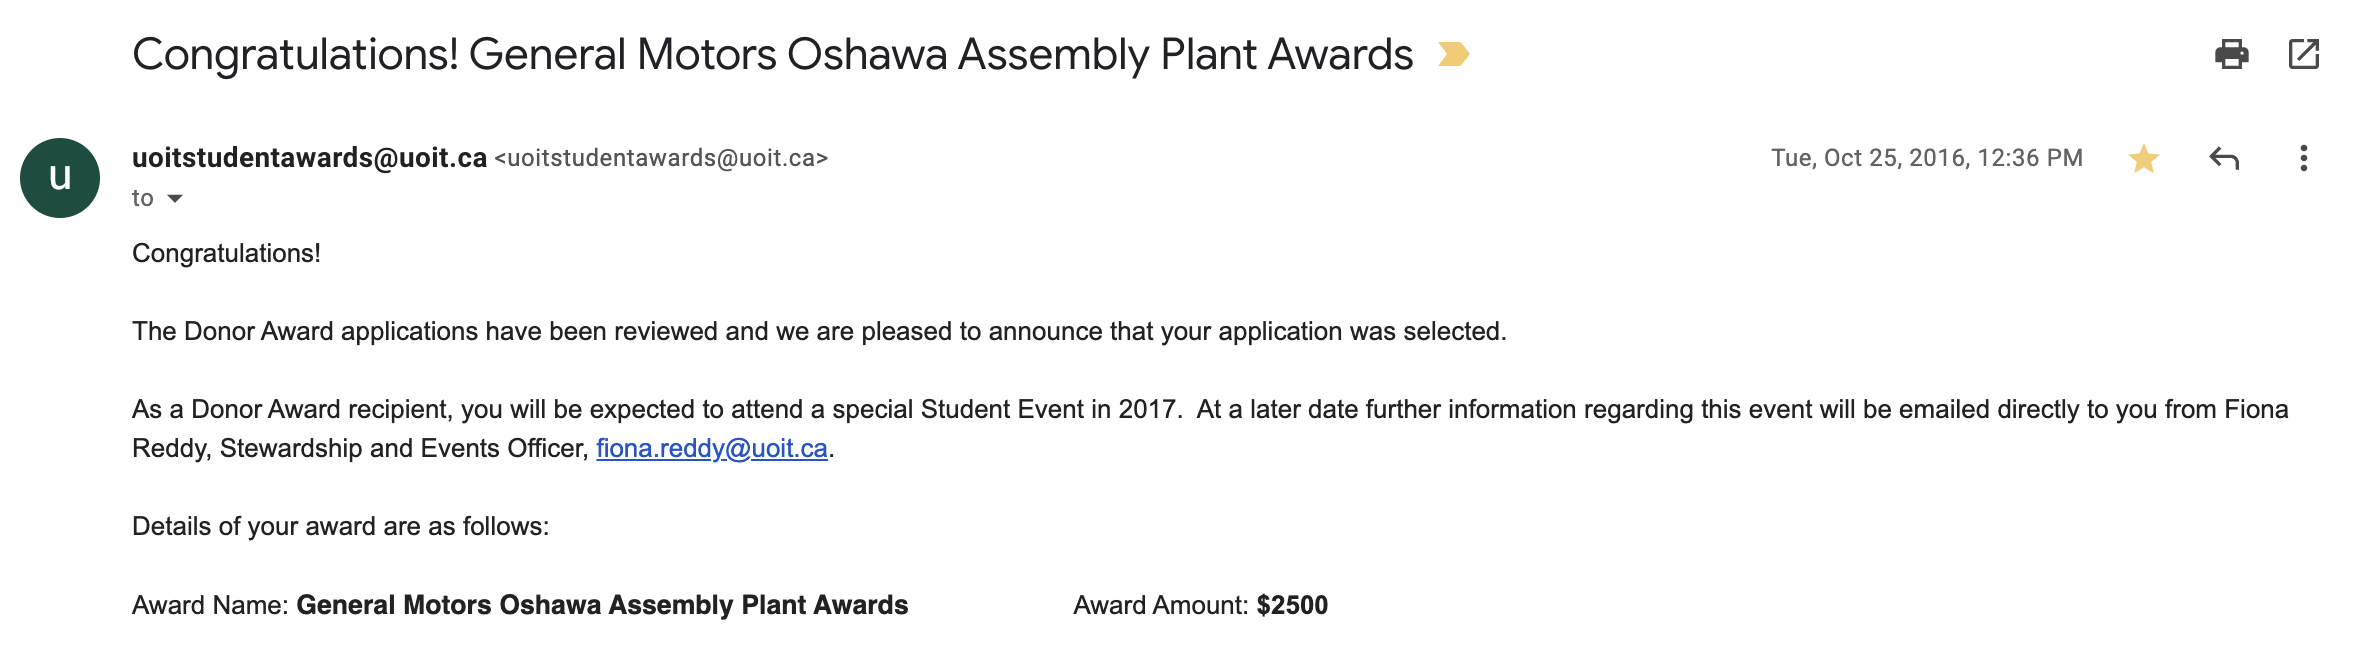 Congratulations! General Motors Oshawa Assembly Plant Awards
u
uoitstudentawards@uoit.ca <uoitstudentawards@uoit.ca>
Tue, Oct 25, 2016, 12:36 PM
to
Congratulations!
The Donor Award applications have been reviewed and we are pleased to announce that your application was selected.
As a Donor Award recipient, you will be expected to attend a special Student Event in 2017.  At a later date further information regarding this event will be emailed directly to you from Fiona
Reddy, Stewardship and Events Officer, fiona.reddy@uoit.ca.
Details of your award are as follows:
Award Name: General Motors Oshawa Assembly Plant Awards
Award Amount: $2500